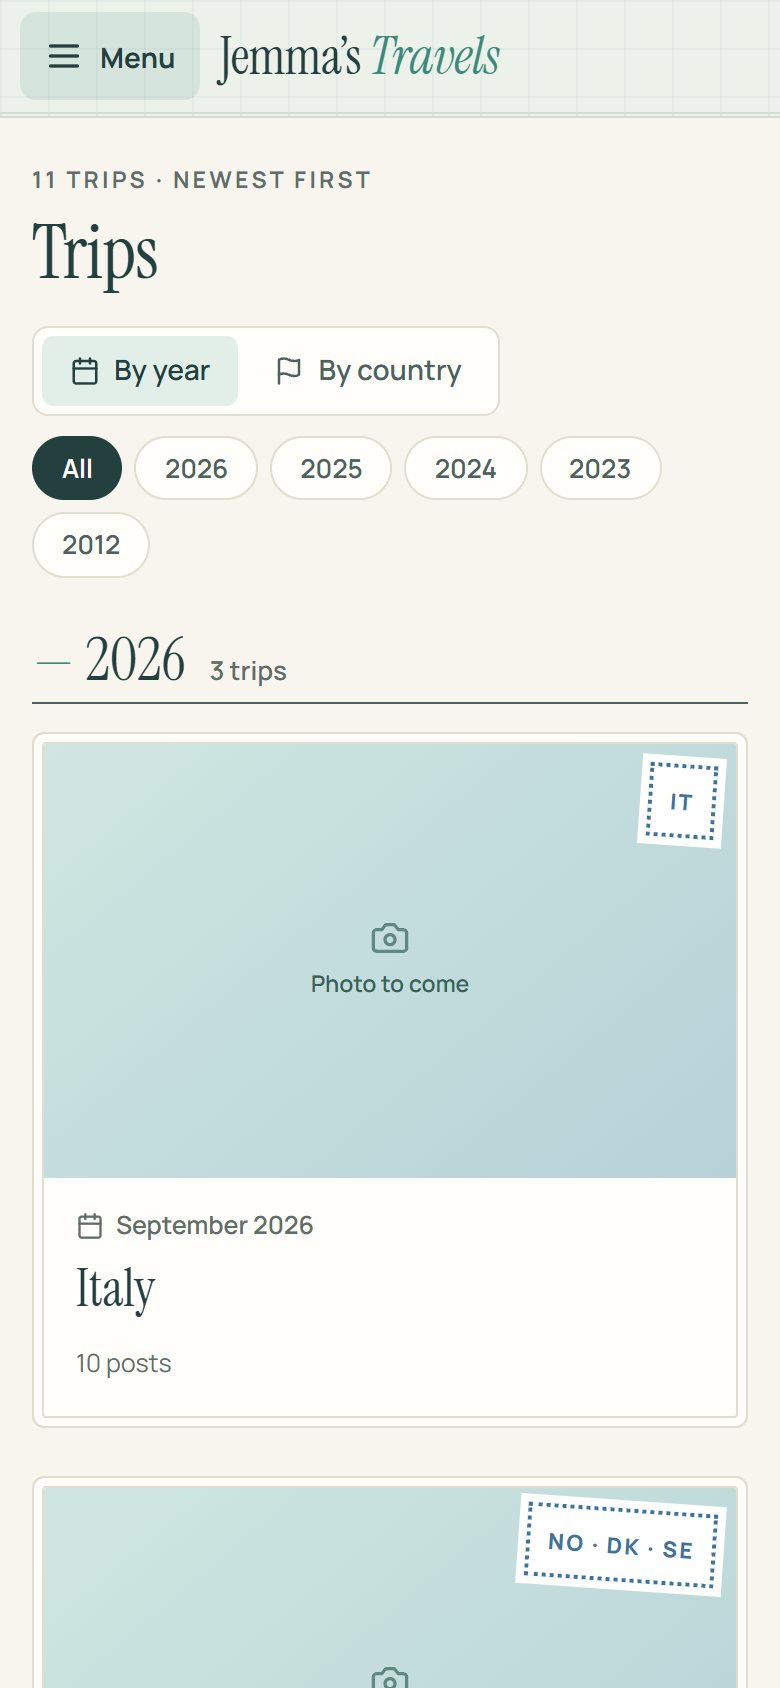 Menu Jemma’s Travels
11 TRIPS · NEWEST FIRST
Trips
By year By country
All 2026 2025 2024 2023
2012
— 2026 3 trips
IT
Photo to come
September 2026
Italy
10 posts
NO · DK · SE